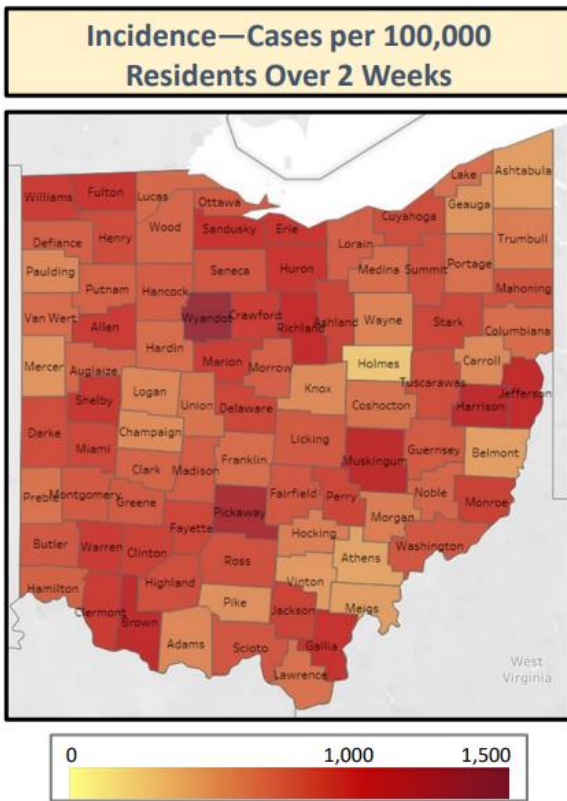 Incidence—Cases per 100,000
Residents Over 2 Weeks
Williams
Fulton
Lucas
Ottawa
Lake
Ashtabula
Geauga
Cuyahoga
Defiance
Henry
Wood
Sandusky
Erie
Lorain
Trumbull
Paulding
Putnam
Hancock
Seneca
Huron
Medina
Summit
Portage
Mahoning
Van Wert
Allen
Hardin
Wyandot
Crawford
Richland
Ashland
Wayne
Stark
Columbiana
Mercer
Auglaize
Marion
Morrow
Holmes
Carroll
Tuscarawas
Jefferson
Shelby
Logan
Union
Delaware
Knox
Coshocton
Harrison
Darke
Miami
Champaign
Licking
Muskingum
Guernsey
Belmont
Clark
Madison
Franklin
Preble
Montgomery
Greene
Pickaway
Fairfield
Perry
Noble
Monroe
Morgan
Butler
Warren
Clinton
Fayette
Ross
Hocking
Athens
Washington
Hamilton
Clermont
Brown
Highland
Pike
Vinton
Meigs
Jackson
Adams
Scioto
Gallia
Lawrence
West
Virginia
0 1,000 1,500